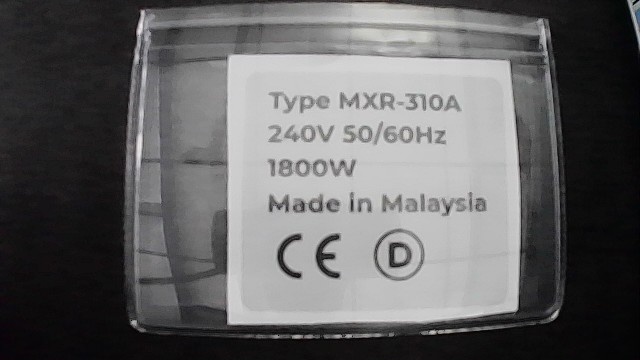 Type MXR-310A
240V 50/60Hz
1800W
Made in Malaysia
CE D